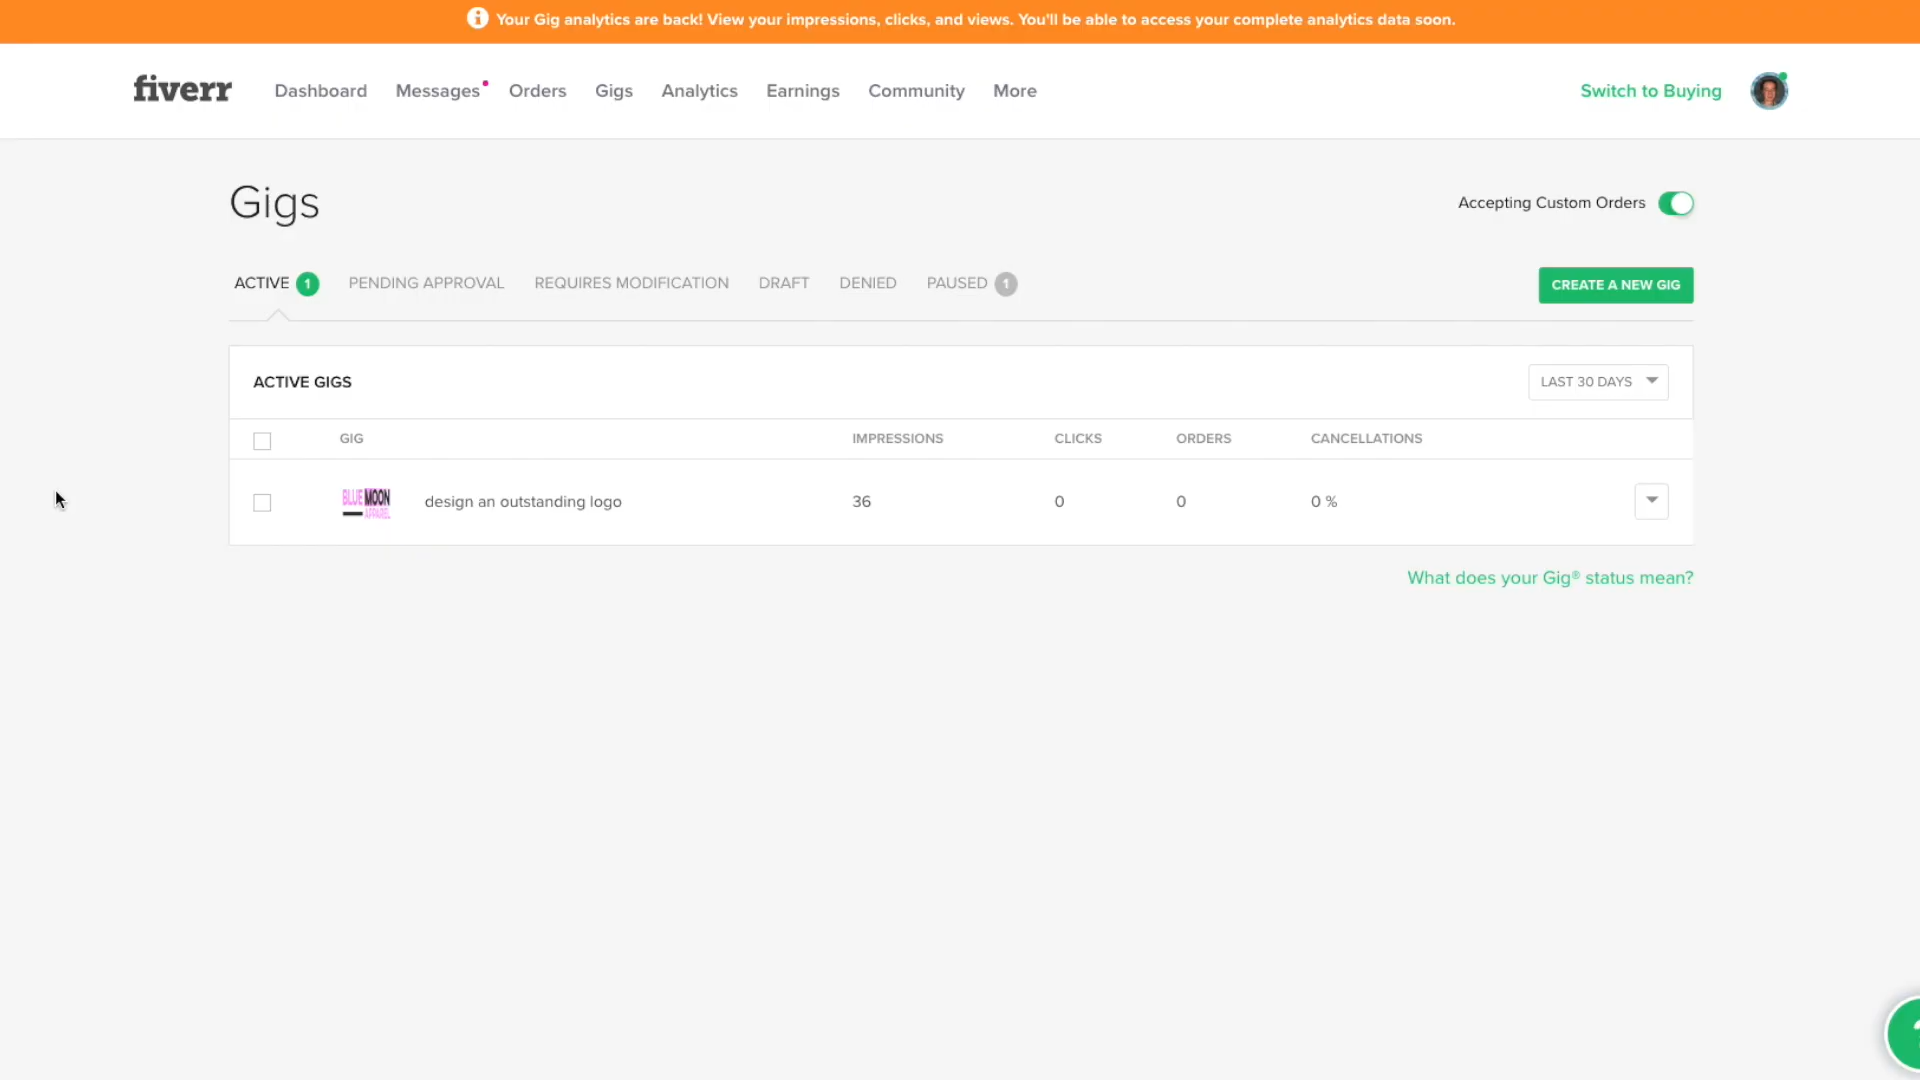 Your Gig analytics are back! View your impressions, clicks, and views. You'll be able to access your complete analytics data soon.
fiverr Dashboard Messages Orders Gigs Analytics Earnings Community More Switch to Buying
Gigs
Accepting Custom Orders
ACTIVE 1 PENDING APPROVAL REQUIRES MODIFICATION DRAFT DENIED PAUSED 1 CREATE A NEW GIG
ACTIVE GIGS LAST 30 DAYS
GIG IMPRESSIONS CLICKS ORDERS CANCELLATIONS
BLUE MOON
APPAREL
design an outstanding logo 36 0 0 0 %
What does your Gig® status mean?